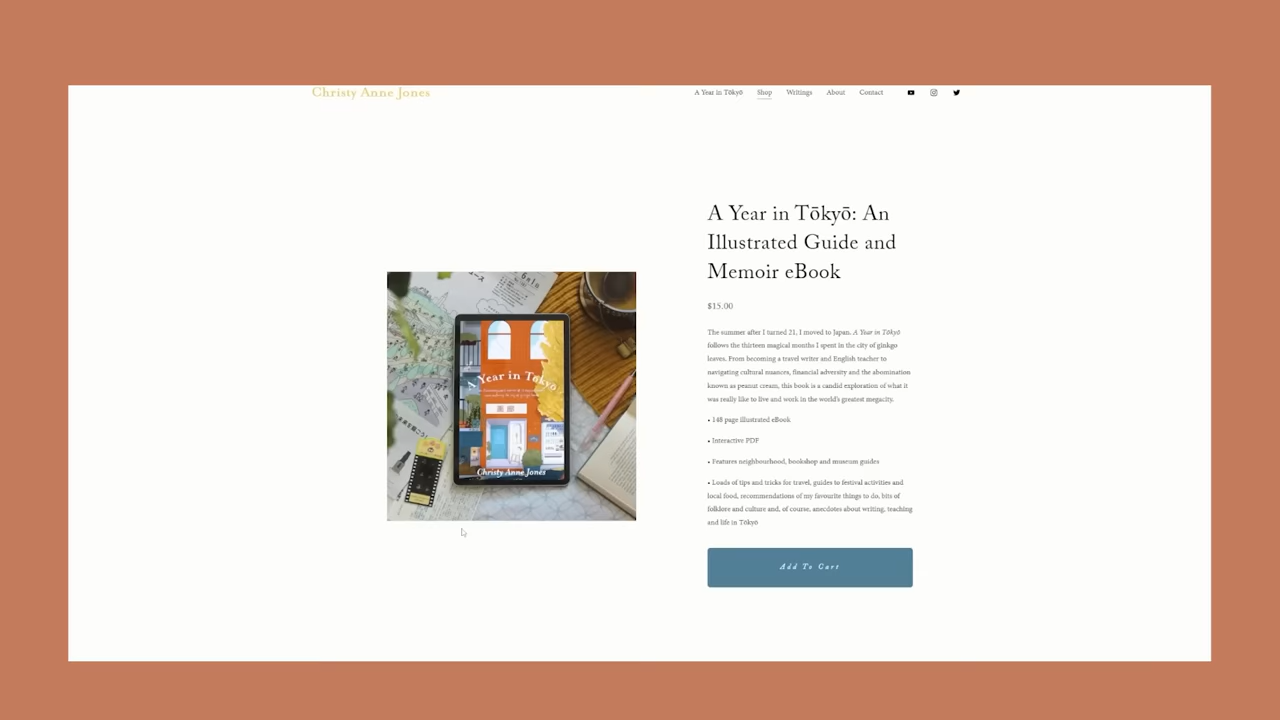 Christy Anne Jones
A Year in Tōkyō Shop Writings About Contact
A Year in Tōkyō: An
Illustrated Guide and
Memoir eBook
$15.00
The summer after I turned 21, I moved to Japan. A Year in Tōkyō
follows the thirteen magical months I spent in the city of ginkgo
leaves. From becoming a travel writer and English teacher to
navigating cultural nuances, financial adversity and the abomination
known as peanut cream, this book is a candid exploration of what it
was really like to live and work in the world's greatest megacity.
• 148 page illustrated eBook
• Interactive PDF
• Features neighbourhood, bookshop and museum guides
• Loads of tips and tricks for travel, guides to festival activities and
local food, recommendations of my favourite things to do, bits of
folklore and culture and, of course, anecdotes about writing, teaching
and life in Tōkyō
Add To Cart
A Year in Tōkyō
Christy Anne Jones